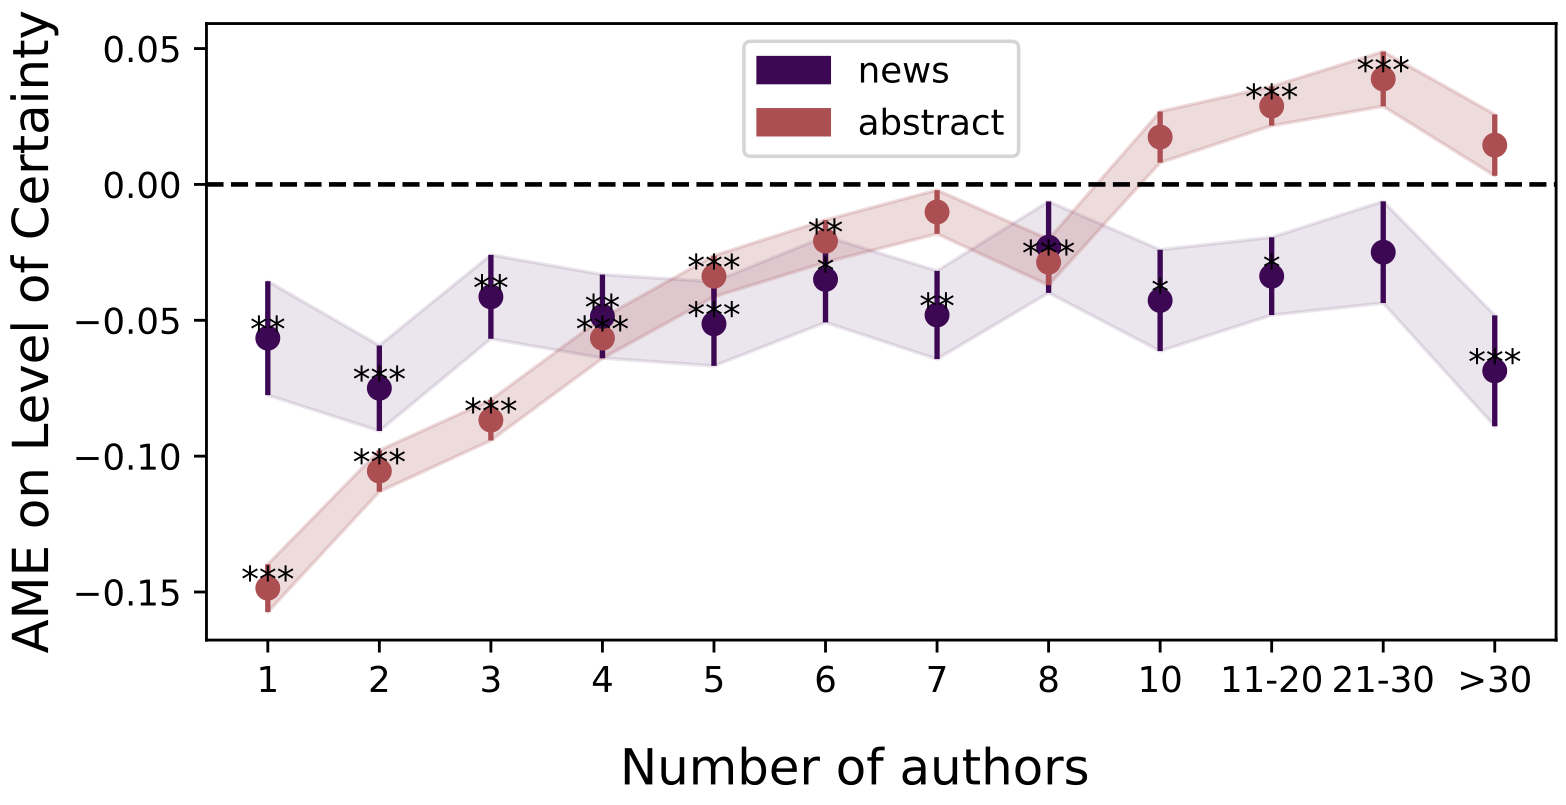 AME on Level of Certainty
0.05
0.00
−0.05
−0.10
−0.15
news
abstract
** *** ** ** *** * ** *** * * ***
*** *** *** *** *** ** *** *** ***
1 2 3 4 5 6 7 8 10 11-20 21-30 >30
Number of authors